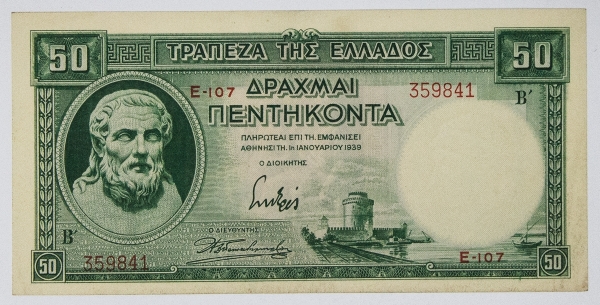 50 ΤΡΑΠΕΖΑ ΤΗΣ ΕΛΛΑΔΟΣ 50
Ε-107 ΔΡΑΧΜΑΙ 359841 Β′
ΠΕΝΤΗΚΟΝΤΑ
ΠΛΗΡΩΤΕΑΙ ΕΠΙ ΤΗ, ΕΜΦΑΝΙΣΕΙ
ΑΘΗΝΗΣΙ ΤΗ, 1Η ΙΑΝΟΥΑΡΙΟΥ 1939
Ο ΔΙΟΙΚΗΤΗΣ
Ο ΔΙΕΥΘΥΝΤΗΣ
Β′
359841 Ε-107
50 50